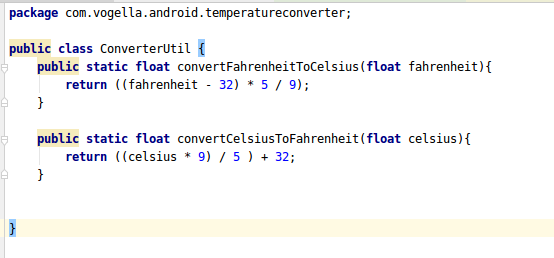 package com.vogella.android.temperatureconverter;
public class ConverterUtil {
public static float convertFahrenheitToCelsius(float fahrenheit){
return ((fahrenheit - 32) * 5 / 9);
}
public static float convertCelsiusToFahrenheit(float celsius){
return ((celsius * 9) / 5 ) + 32;
}
}